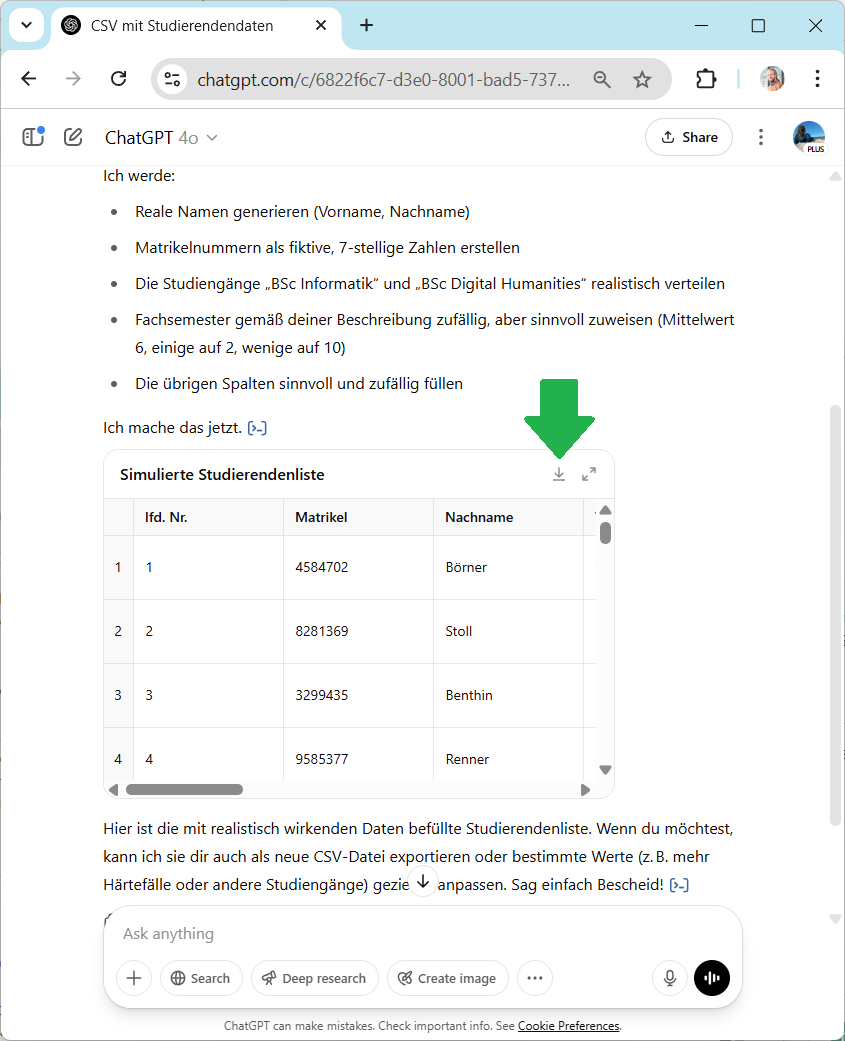 CSV mit Studierendendaten
chatgpt.com/c/6822f6c7-d3e0-8001-bad5-737...
ChatGPT 4o
Share
PLUS
Ich werde:
• Reale Namen generieren (Vorname, Nachname)
• Matrikelnummern als fiktive, 7-stellige Zahlen erstellen
• Die Studiengänge „BSc Informatik“ und „BSc Digital Humanities“ realistisch verteilen
• Fachsemester gemäß deiner Beschreibung zufällig, aber sinnvoll zuweisen (Mittelwert
6, einige auf 2, wenige auf 10)
• Die übrigen Spalten sinnvoll und zufällig füllen
Ich mache das jetzt. [>-]
Simulierte Studierendenliste
lfd. Nr. Matrikel Nachname
1 1 4584702 Börner
2 2 8281369 Stoll
3 3 3299435 Benthin
4 4 9585377 Renner
Hier ist die mit realistisch wirkenden Daten befüllte Studierendenliste. Wenn du möchtest,
kann ich sie dir auch als neue CSV-Datei exportieren oder bestimmte Werte (z. B. mehr
Härtefälle oder andere Studiengänge) gezie anpassen. Sag einfach Bescheid! [>-]
Ask anything
Search
Deep research
Create image
ChatGPT can make mistakes. Check important info. See Cookie Preferences.